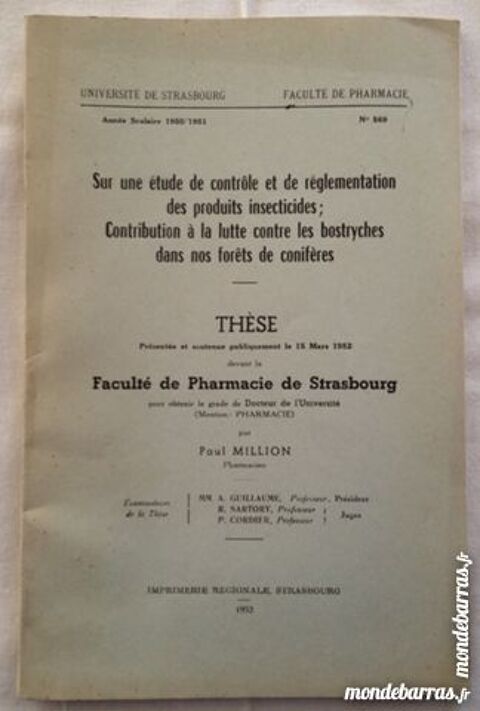 UNIVERSITE DE STRASBOURG FACULTE DE PHARMACIE
Année Scolaire 1950/1951 N° 569
Sur une étude de contrôle et de réglementation
des produits insecticides;
Contribution à la lutte contre les bostryches
dans nos forêts de conifères
THÈSE
Présentée et soutenue publiquement le 15 Mars 1952
devant la
Faculté de Pharmacie de Strasbourg
pour obtenir le grade de Docteur de l'Université
(Mention: PHARMACIE)
par
Paul MILLION
Pharmacien
Examinateurs de la Thèse
MM A. GUILLAUME, Professeur, Président
R. SARTORY, Professeur
P. CORDIER, Professeur
Juges
IMPRIMERIE REGIONALE, STRASBOURG
1952
mondebarras.fr
mondebarras.fr